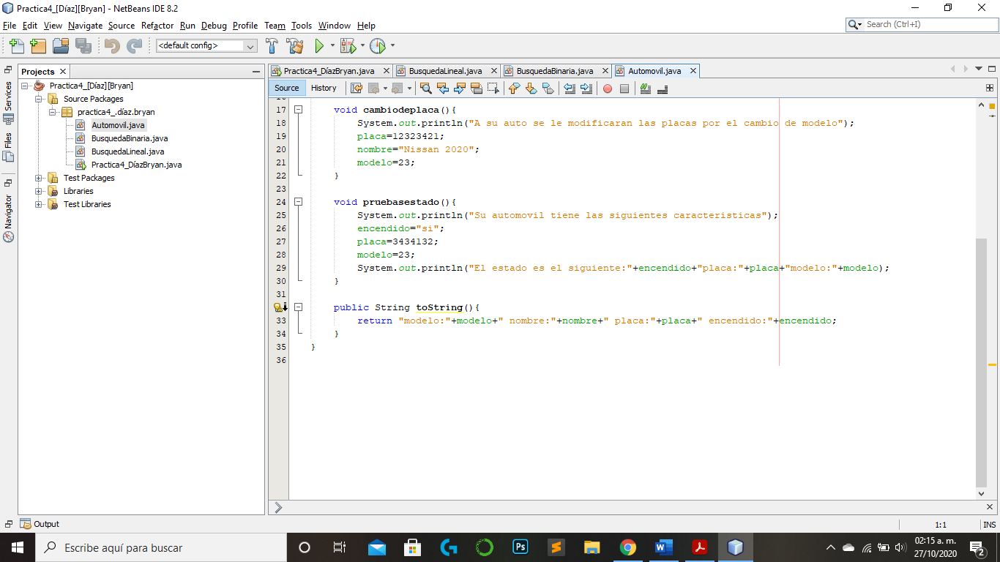 Practica4_[Díaz][Bryan] - NetBeans IDE 8.2
File Edit View Navigate Source Refactor Run Debug Profile Team Tools Window Help
Search (Ctrl+I)
<default config>
Projects
Practica4_DíazBryan.java BusquedaLineal.java BusquedaBinaria.java Automovil.java
Source History
Services
Files
Navigator
Practica4_[Díaz][Bryan]
Source Packages
practica4_.díaz.bryan
Automovil.java
BusquedaBinaria.java
BusquedaLineal.java
Practica4_DíazBryan.java
Test Packages
Libraries
Test Libraries
16
17 void cambiodeplaca(){
18 System.out.println("A su auto se le modificaran las placas por el cambio de modelo");
19 placa=12323421;
20 nombre="Nissan 2020";
21 modelo=23;
22 }
23
24 void pruebasestado(){
25 System.out.println("Su automovil tiene las siguientes caracteristicas");
26 encendido="si";
27 placa=3434132;
28 modelo=23;
29 System.out.println("El estado es el siguiente:"+encendido+"placa:"+placa+"modelo:"+modelo);
30 }
31
public String toString(){
33 return "modelo:"+modelo+" nombre:"+nombre+" placa:"+placa+" encendido:"+encendido;
34 }
35 }
36
Output
1:1 INS
Escribe aquí para buscar
Ps
02:15 a. m.
27/10/2020
2